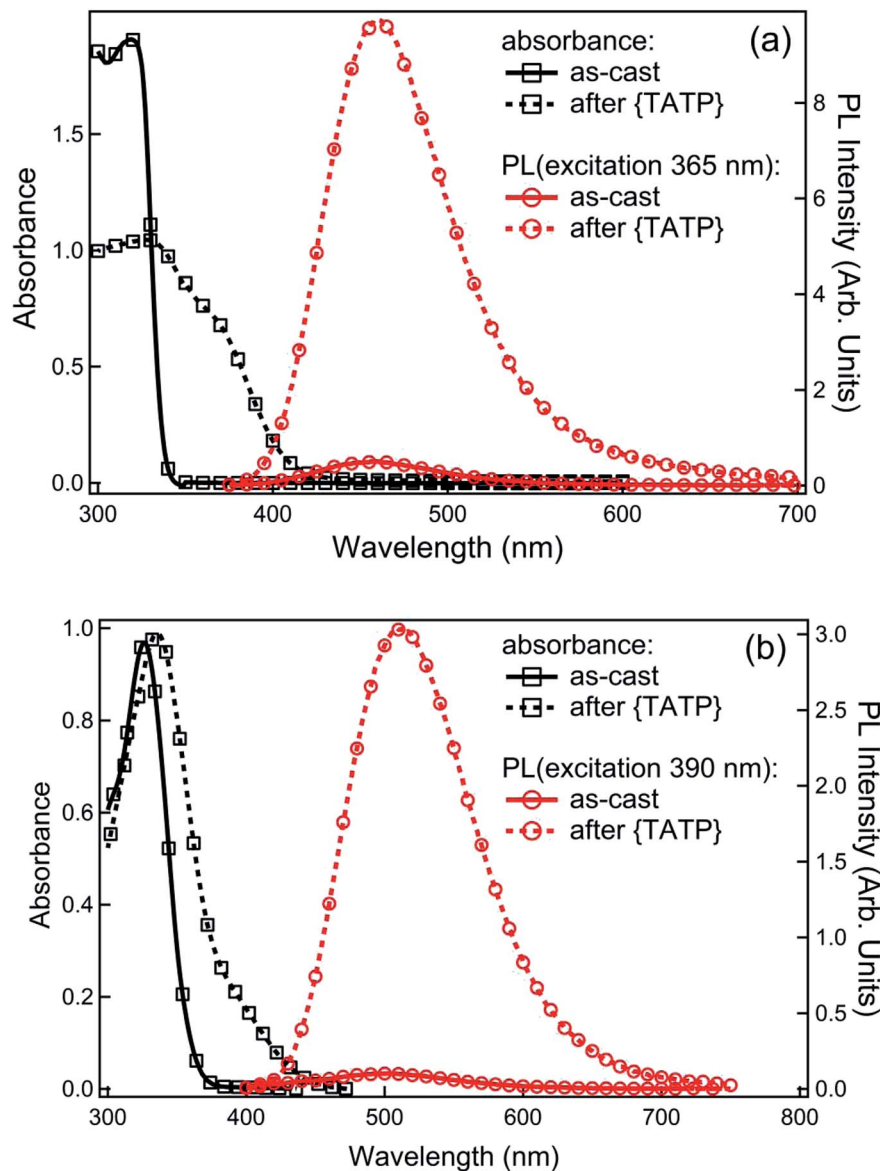 (a)
absorbance:
as-cast
after {TATP}
PL(excitation 365 nm):
as-cast
after {TATP}
Absorbance
1.5
1.0
0.5
0.0
PL Intensity (Arb. Units)
8
6
4
2
0
300
400
500
600
700
Wavelength (nm)
(b)
absorbance:
as-cast
after {TATP}
PL(excitation 390 nm):
as-cast
after {TATP}
Absorbance
1.0
0.8
0.6
0.4
0.2
0.0
PL Intensity (Arb. Units)
3.0
2.5
2.0
1.5
1.0
0.5
0.0
300
400
500
600
700
800
Wavelength (nm)